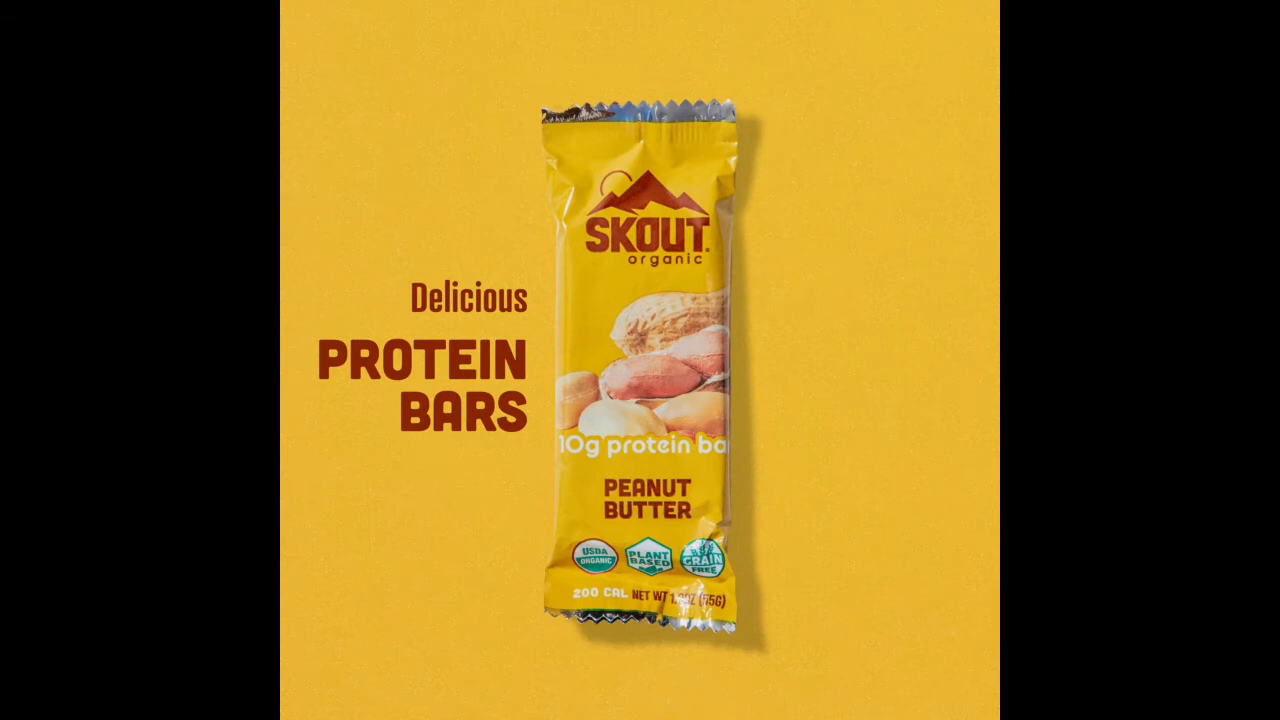 Delicious
PROTEIN
BARS
SKOUT
organic
10g protein ba
PEANUT
BUTTER
USDA
ORGANIC
PLANT
BASED
GRAIN
FREE
200 CAL NET WT (55G)